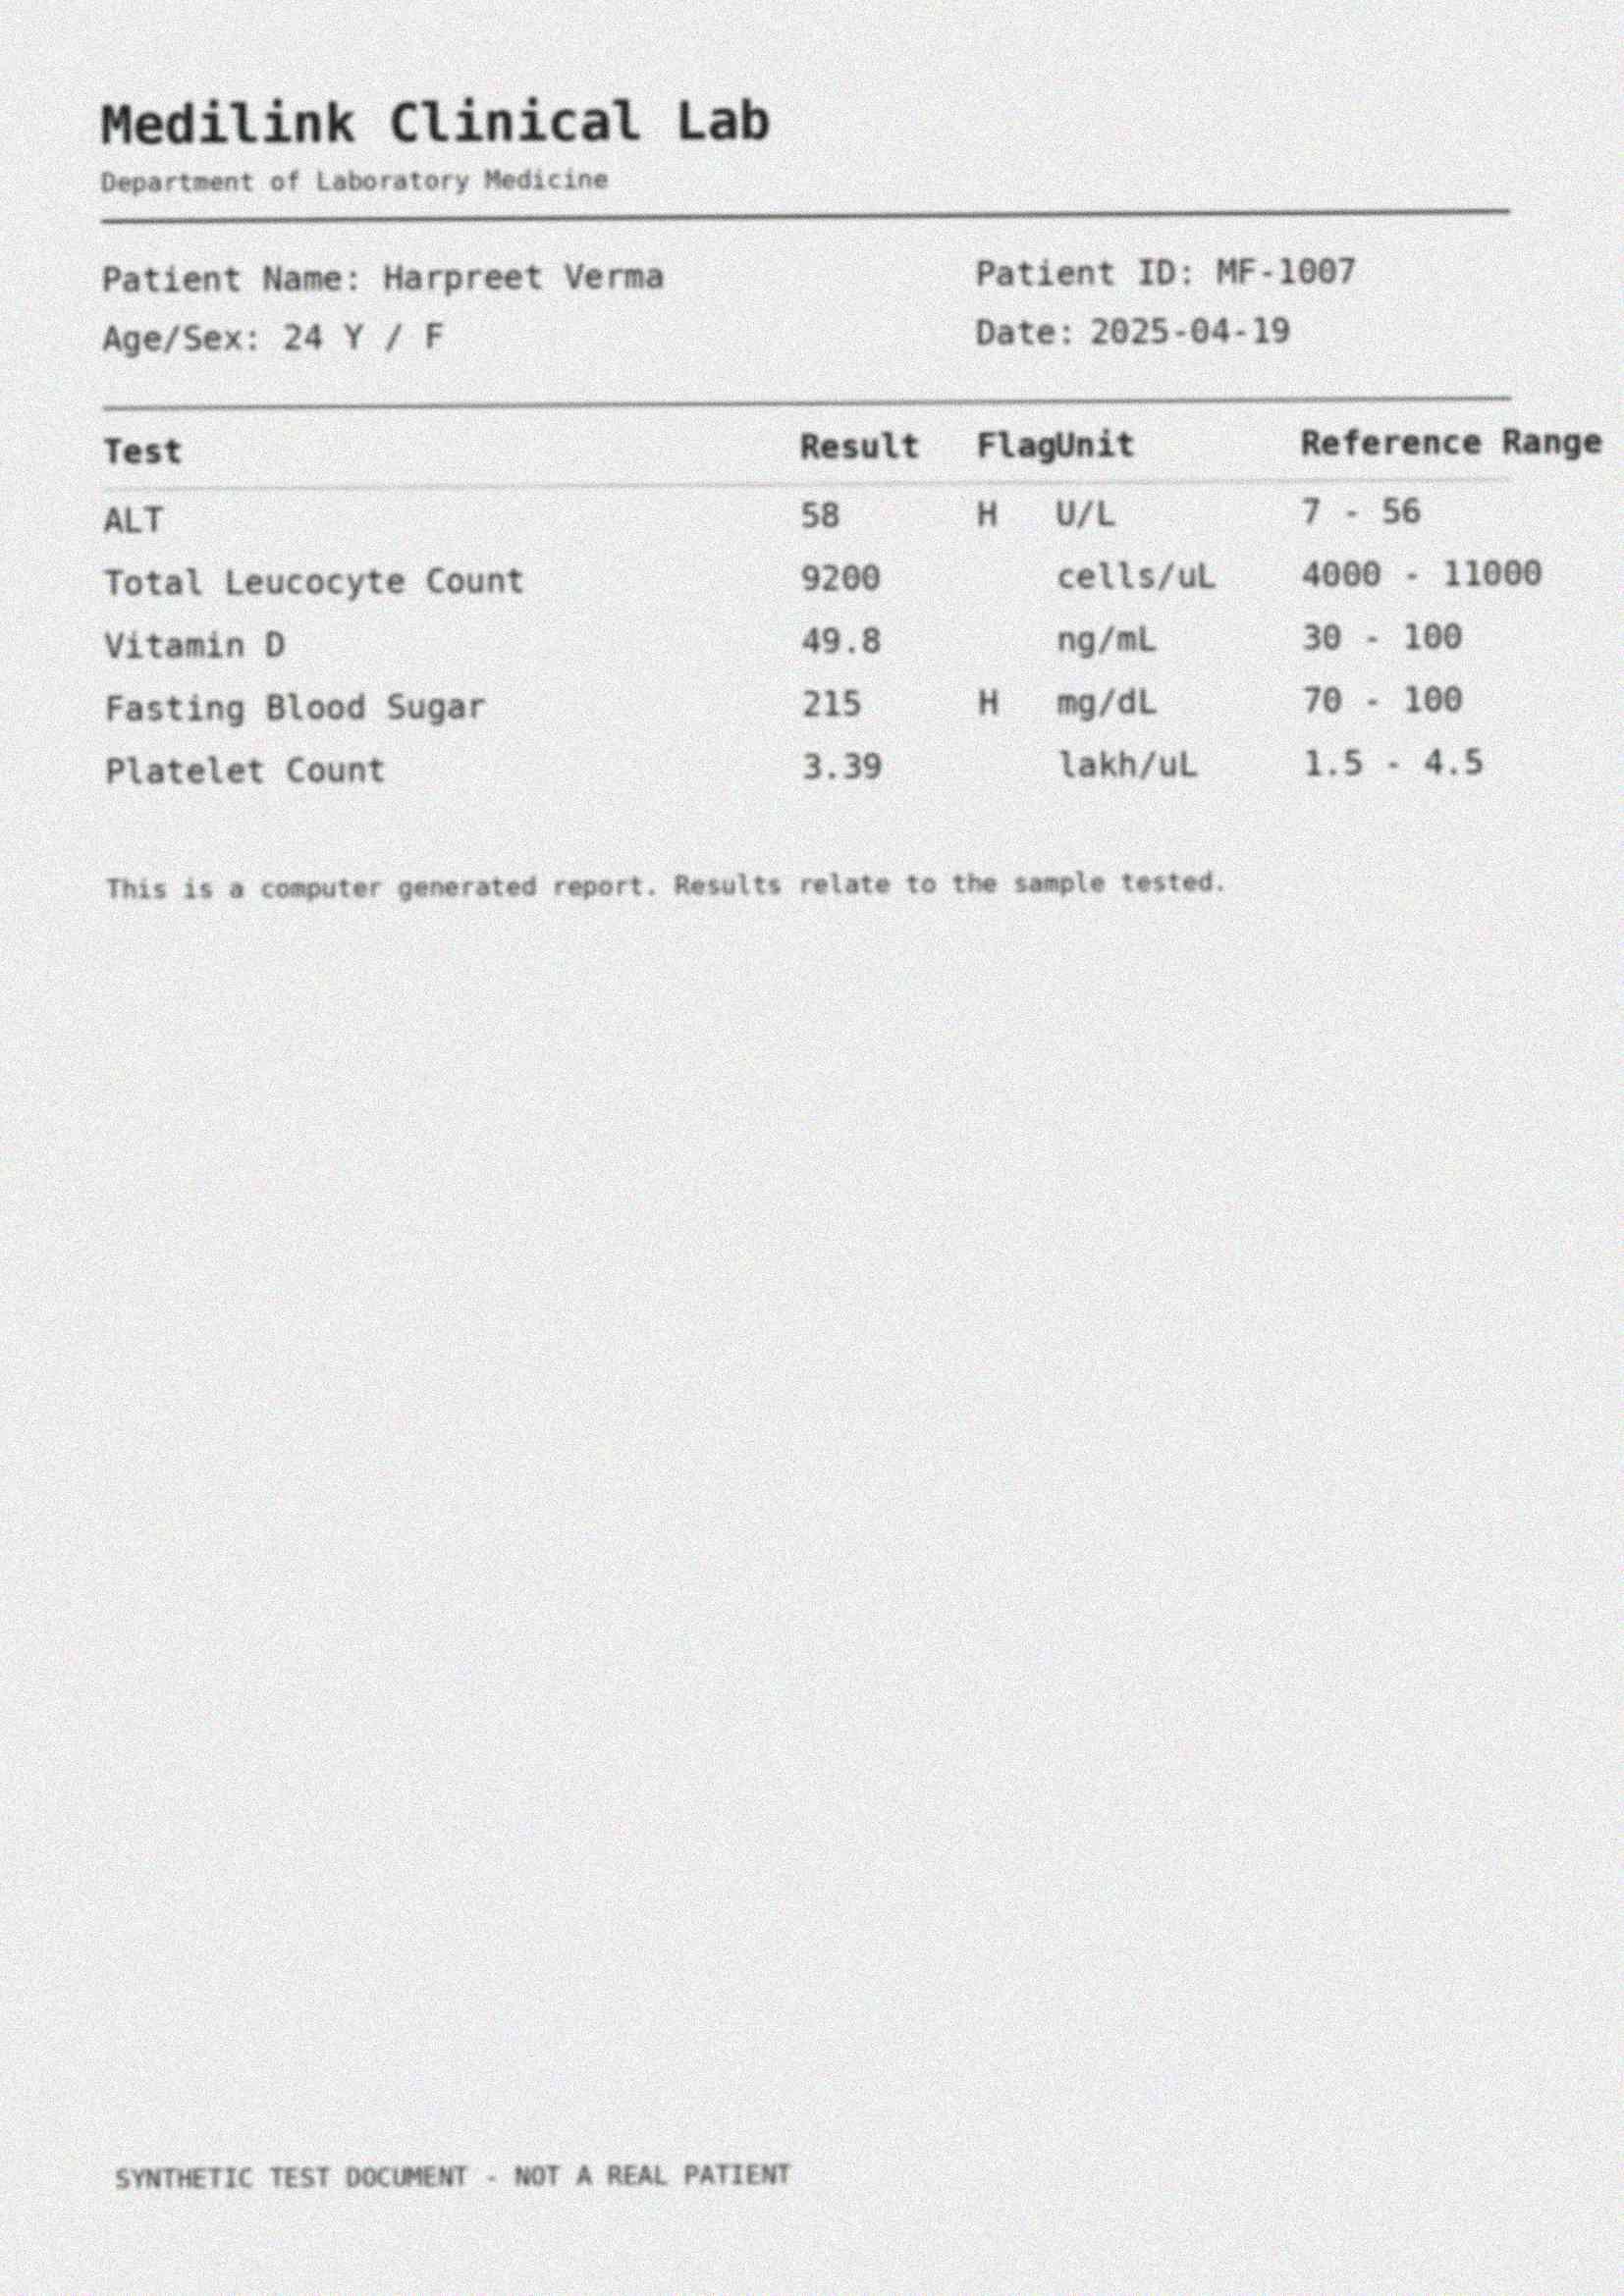 Medilink Clinical Lab
Department of Laboratory Medicine
Patient Name: Harpreet Verma Patient ID: MF-1007
Age/Sex: 24 Y / F Date: 2025-04-19
Test Result Flag Unit Reference Range
ALT 58 H U/L 7 - 56
Total Leucocyte Count 9200 cells/uL 4000 - 11000
Vitamin D 49.8 ng/mL 30 - 100
Fasting Blood Sugar 215 H mg/dL 70 - 100
Platelet Count 3.39 lakh/uL 1.5 - 4.5
This is a computer generated report. Results relate to the sample tested.
SYNTHETIC TEST DOCUMENT - NOT A REAL PATIENT